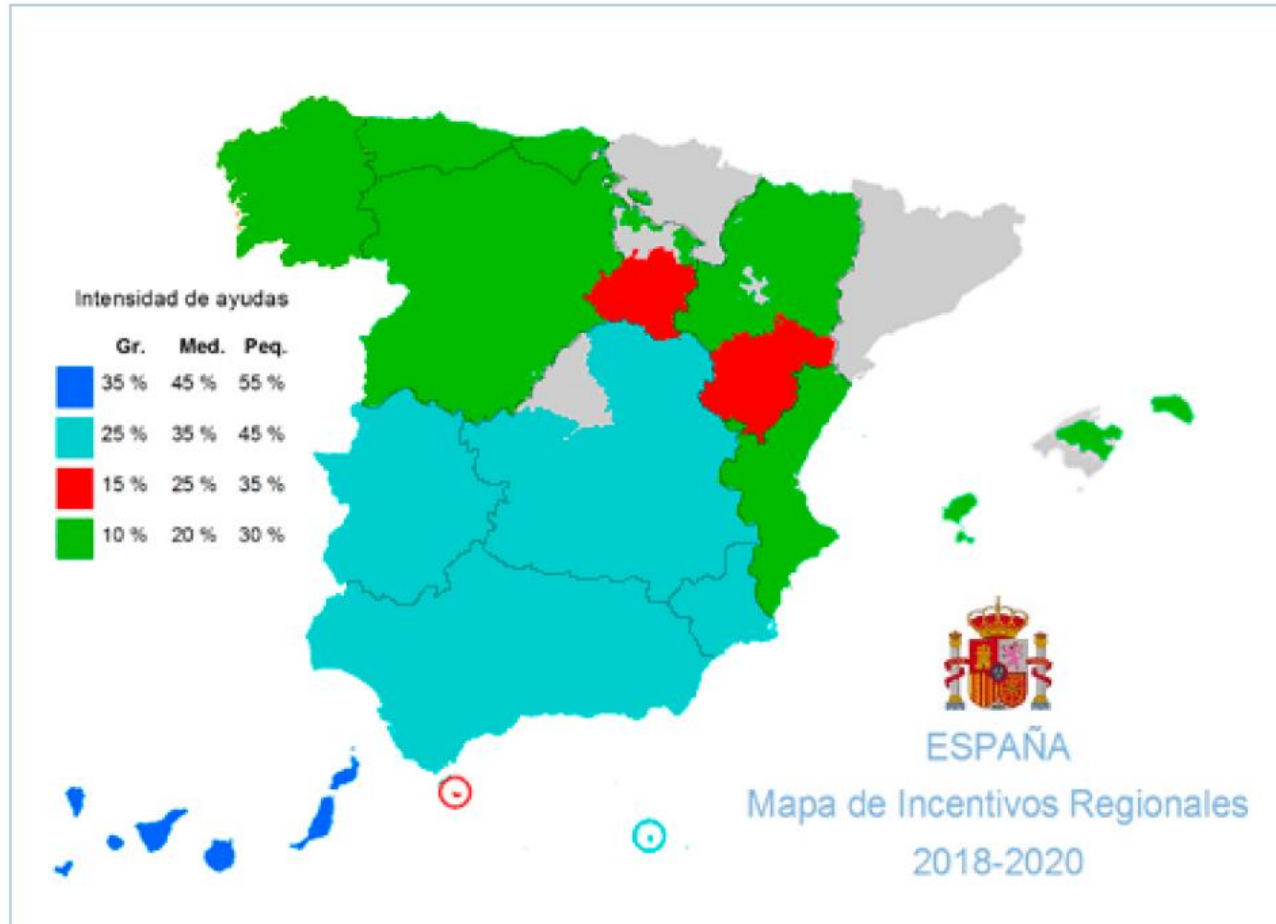 Intensidad de ayudas
Gr. Med. Peq.
35 % 45 % 55 %
25 % 35 % 45 %
15 % 25 % 35 %
10 % 20 % 30 %
ESPAÑA
Mapa de Incentivos Regionales
2018-2020